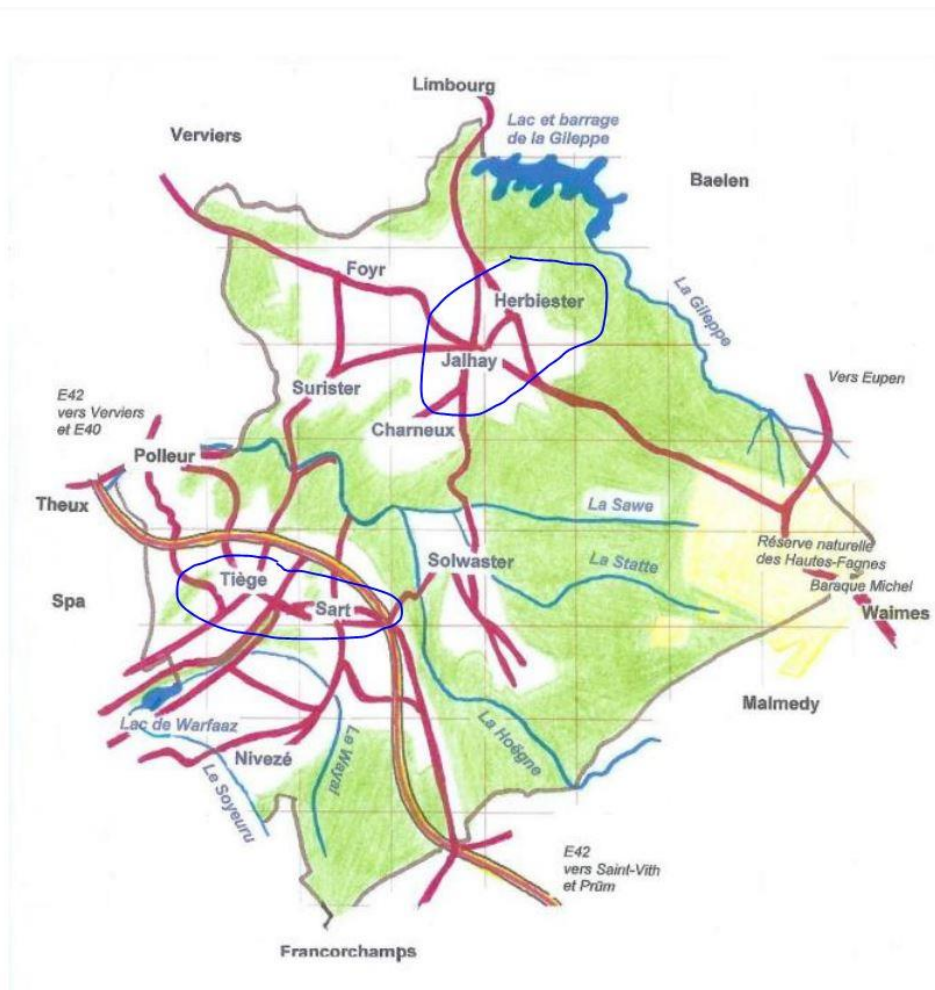 Limbourg
Lac et barrage
de la Gileppe
Verviers
Baelen
Foyr
Herbiester
La Gileppe
Jalhay
Vers Eupen
Surister
E42
vers Verviers
et E40
Charneux
Polleur
Theux
La Sawe
Réserve naturelle
des Hautes-Fagnes
Solwaster
La Statte
Tiège
Baraque Michel
Spa
Sart
Waimes
Malmedy
Lac de Warfaaz
La Hoëgne
Le Wayai
Nivezé
Le Soyeuru
E42
vers Saint-Vith
et Prüm
Francorchamps